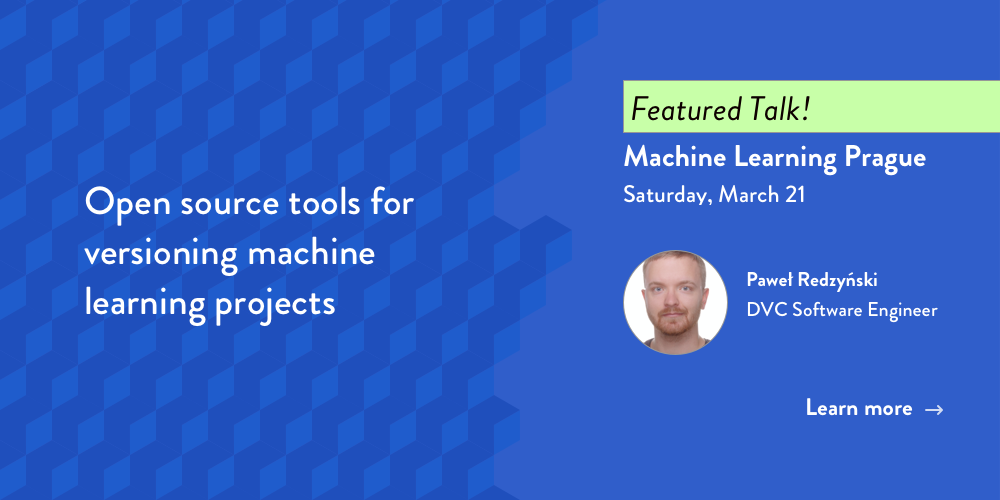 Open source tools for
versioning machine
learning projects
Featured Talk!
Machine Learning Prague
Saturday, March 21
Paweł Redzyński
DVC Software Engineer
Learn more →